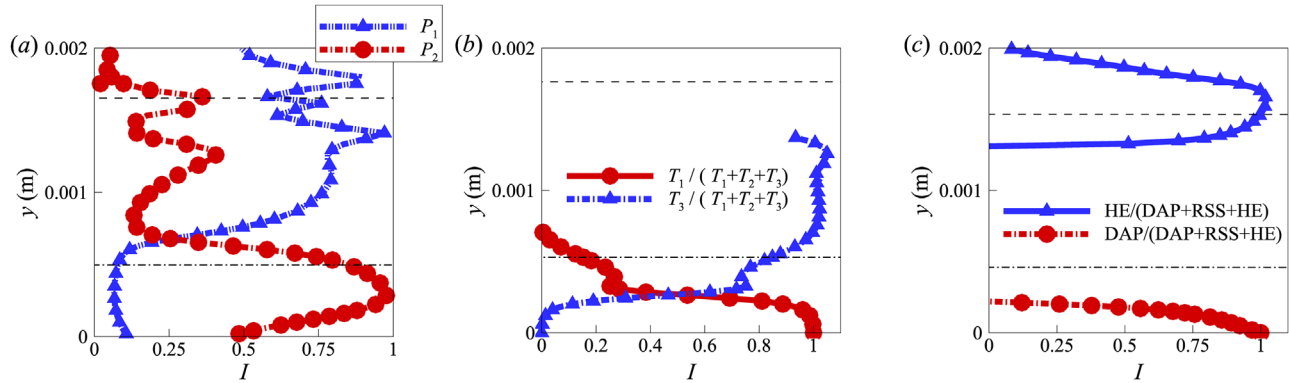 P1
P2
(a)
0.002
0.001
0
y (m)
0
0.25
0.5
0.75
1
I
(b)
0.002
0.001
0
y (m)
T1 / ( T1+T2+T3)
T3 / ( T1+T2+T3)
0
0.2
0.4
0.6
0.8
1
I
(c)
0.002
0.001
0
y (m)
HE/(DAP+RSS+HE)
DAP/(DAP+RSS+HE)
0
0.25
0.5
0.75
1
I